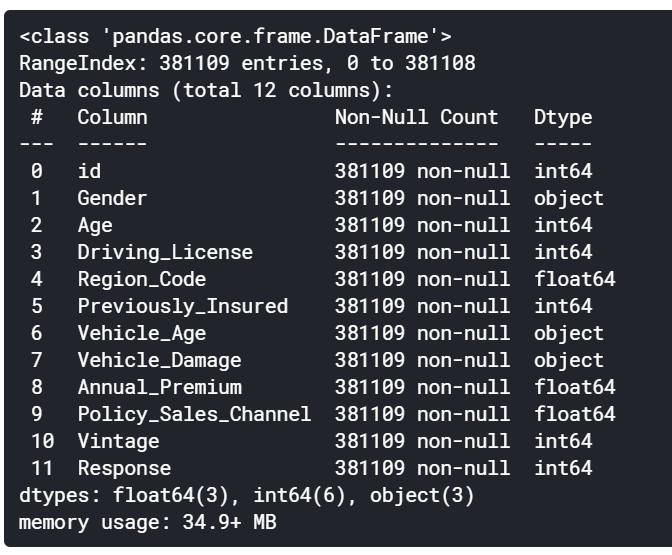 <class 'pandas.core.frame.DataFrame'>
RangeIndex: 381109 entries, 0 to 381108
Data columns (total 12 columns):
 #   Column                Non-Null Count   Dtype
---  ------                --------------   -----
 0   id                    381109 non-null  int64
 1   Gender                381109 non-null  object
 2   Age                   381109 non-null  int64
 3   Driving_License       381109 non-null  int64
 4   Region_Code           381109 non-null  float64
 5   Previously_Insured    381109 non-null  int64
 6   Vehicle_Age           381109 non-null  object
 7   Vehicle_Damage        381109 non-null  object
 8   Annual_Premium        381109 non-null  float64
 9   Policy_Sales_Channel  381109 non-null  float64
 10  Vintage               381109 non-null  int64
 11  Response              381109 non-null  int64
dtypes: float64(3), int64(6), object(3)
memory usage: 34.9+ MB